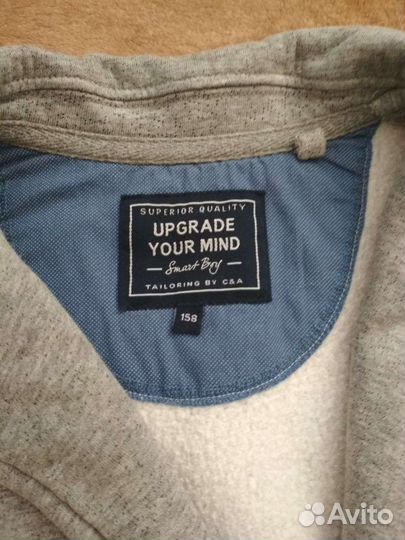 SUPERIOR QUALITY
UPGRADE
YOUR MIND
Smart Boy
TAILORING BY C&A
158
Avito